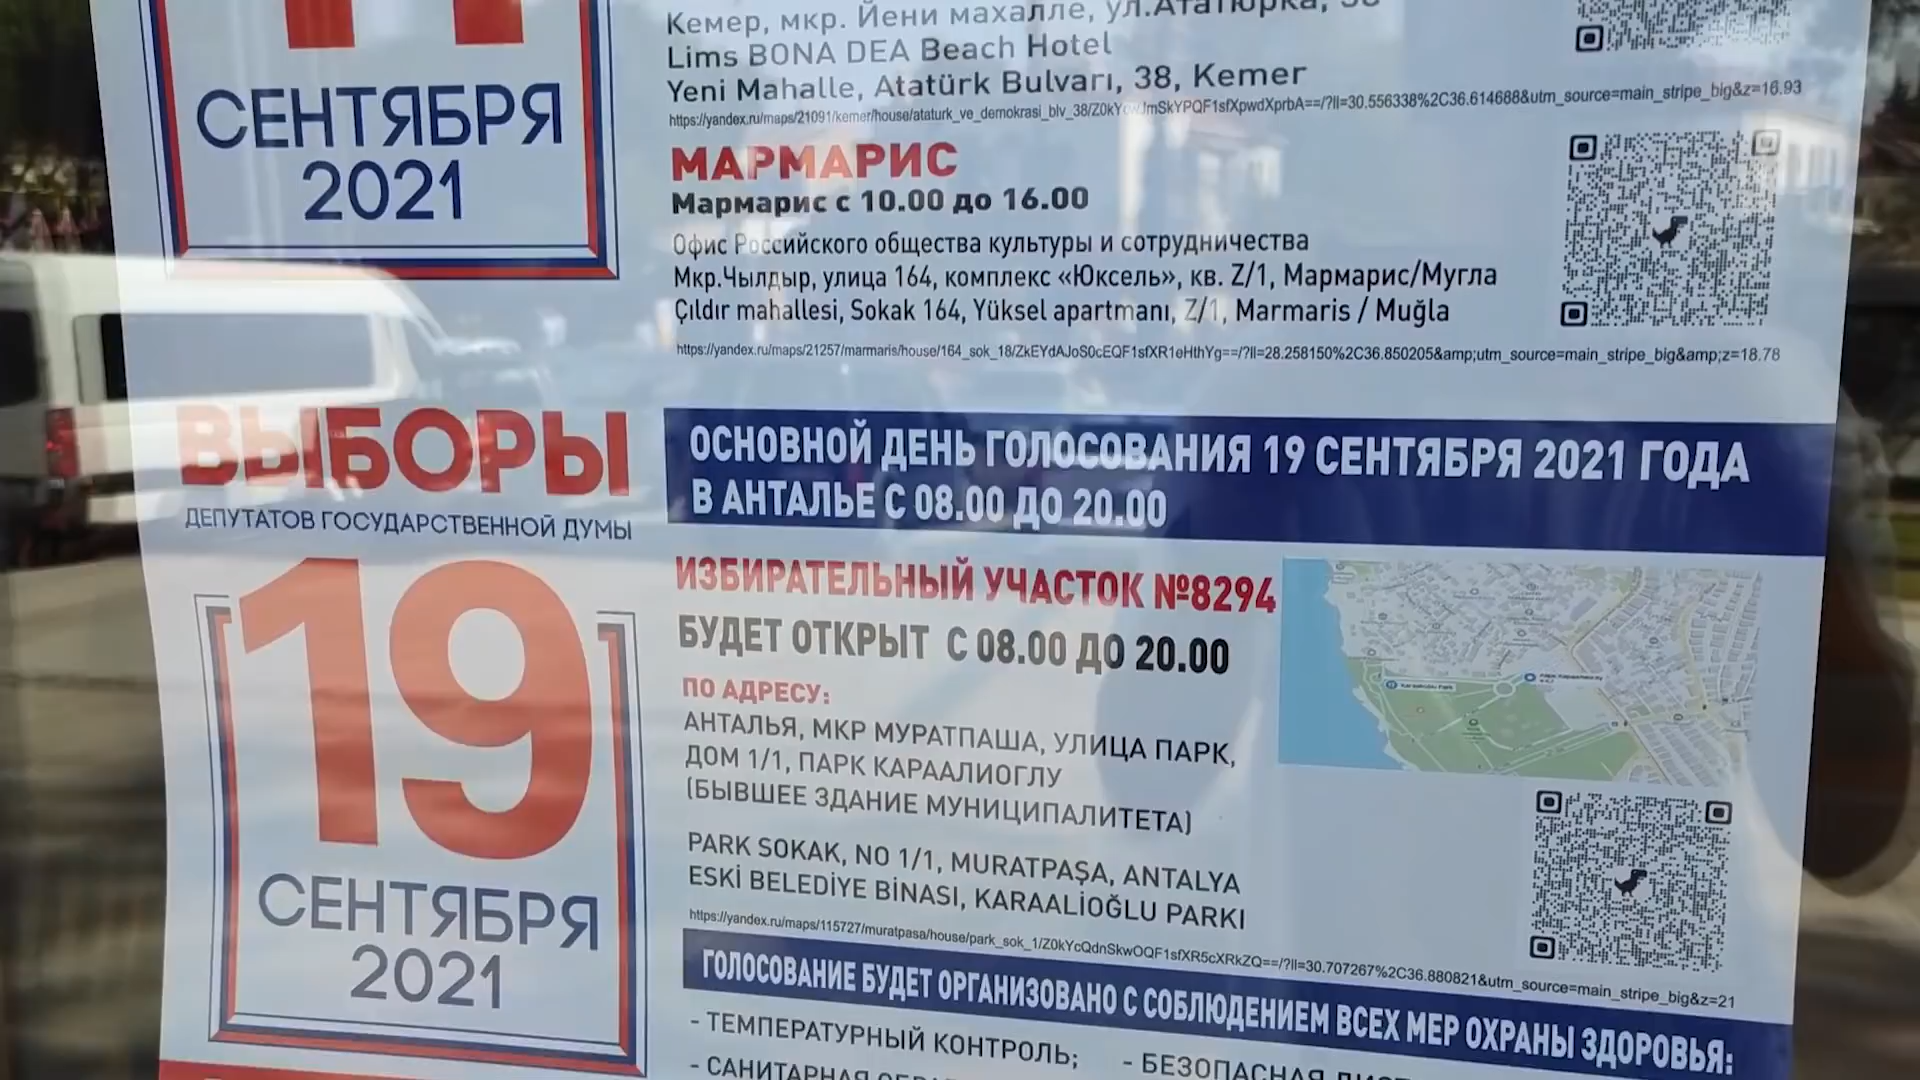 Кемер, мкр. Йени махалле, ул.Ататюрка, 38
Lims BONA DEA Beach Hotel
Yeni Mahalle, Atatürk Bulvarı, 38, Kemer
СЕНТЯБРЯ
2021
МАРМАРИС
Мармарис с 10.00 до 16.00
Офис Российского общества культуры и сотрудничества
Мкр.Чылдыр, улица 164, комплекс «Юксель», кв. Z/1, Мармарис/Мугла
Çıldır mahallesi, Sokak 164, Yüksel apartmanı, Z/1, Marmaris / Muğla
https://yandex.ru/maps/21257/marmaris/house/164_sok_18/ZkEYdAJoS0cEQF1sfXR1eHthYg==/?ll=28.258150%2C36.850205&amp;utm_source=main_stripe_big&amp;z=18.78
ВЫБОРЫ
ДЕПУТАТОВ ГОСУДАРСТВЕННОЙ ДУМЫ
19
СЕНТЯБРЯ
2021
ОСНОВНОЙ ДЕНЬ ГОЛОСОВАНИЯ 19 СЕНТЯБРЯ 2021 ГОДА
В АНТАЛЬЕ С 08.00 ДО 20.00
ИЗБИРАТЕЛЬНЫЙ УЧАСТОК №8294
БУДЕТ ОТКРЫТ С 08.00 ДО 20.00
ПО АДРЕСУ:
АНТАЛЬЯ, МКР МУРАТПАША, УЛИЦА ПАРК,
ДОМ 1/1, ПАРК КАРААЛИОГЛУ
(БЫВШЕЕ ЗДАНИЕ МУНИЦИПАЛИТЕТА)
PARK SOKAK, NO 1/1, MURATPAŞA, ANTALYA
ESKİ BELEDİYE BİNASI, KARAALİOĞLU PARKI
https://yandex.ru/maps/115727/muratpasa/house/park_sok_1/Z0kYcQdnSkwOQF1sfXR5cXRkZQ==/?ll=30.707267%2C36.880821&utm_source=main_stripe_big&z=21
ГОЛОСОВАНИЕ БУДЕТ ОРГАНИЗОВАНО С СОБЛЮДЕНИЕМ ВСЕХ МЕР ОХРАНЫ ЗДОРОВЬЯ:
- ТЕМПЕРАТУРНЫЙ КОНТРОЛЬ;
- САНИТАРНАЯ
- БЕЗОПАСНАЯ